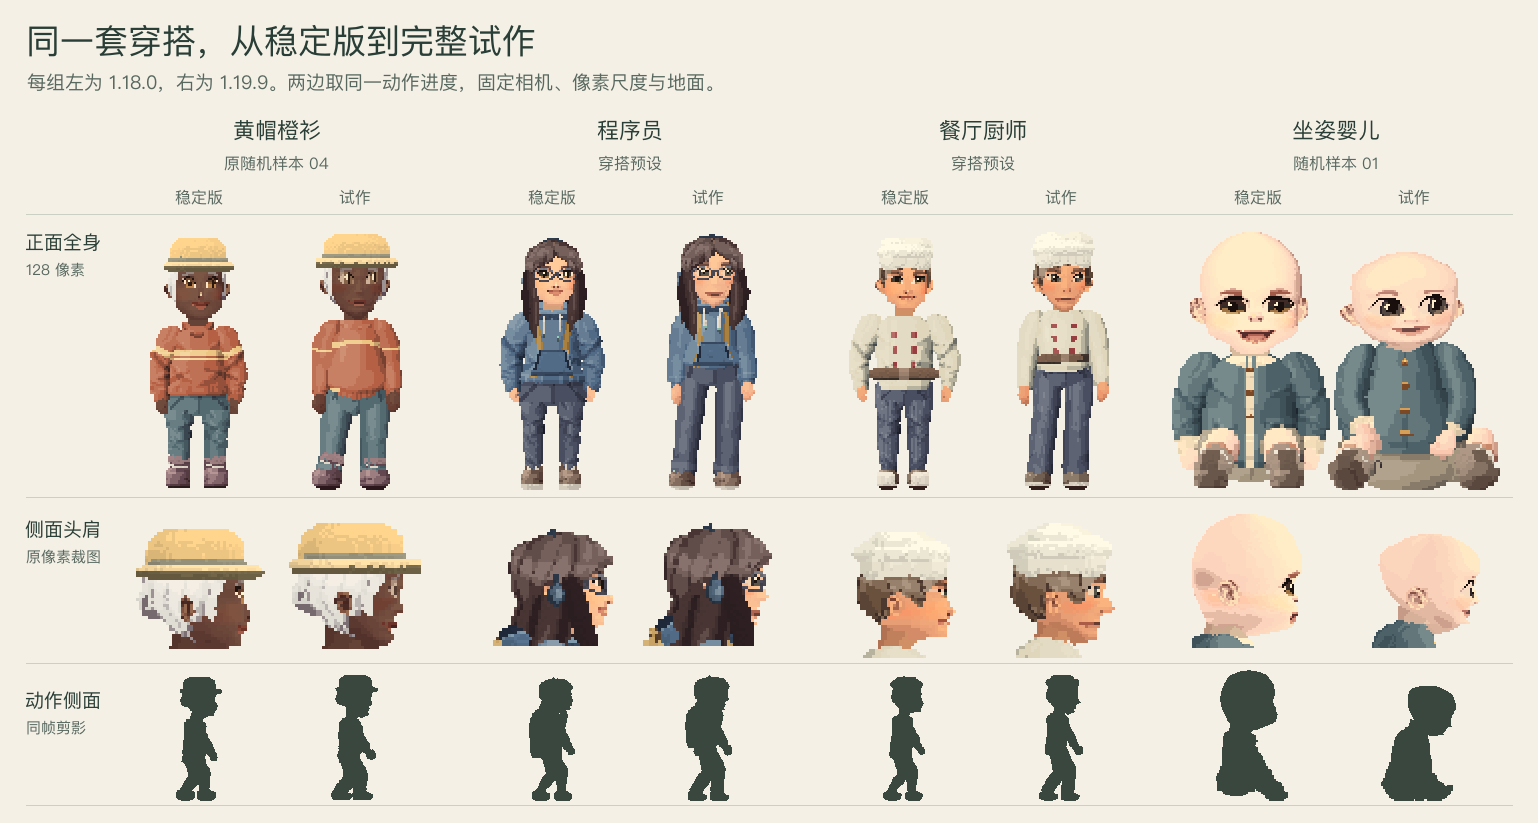 同一套穿搭，从稳定版到完整试作
每组左为 1.18.0，右为 1.19.9。两边取同一动作进度，固定相机、像素尺度与地面。
黄帽橙衫 程序员 餐厅厨师 坐姿婴儿
原随机样本 04 穿搭预设 穿搭预设 随机样本 01
稳定版 试作 稳定版 试作 稳定版 试作 稳定版 试作
正面全身
128 像素
侧面头肩
原像素裁图
动作侧面
同帧剪影